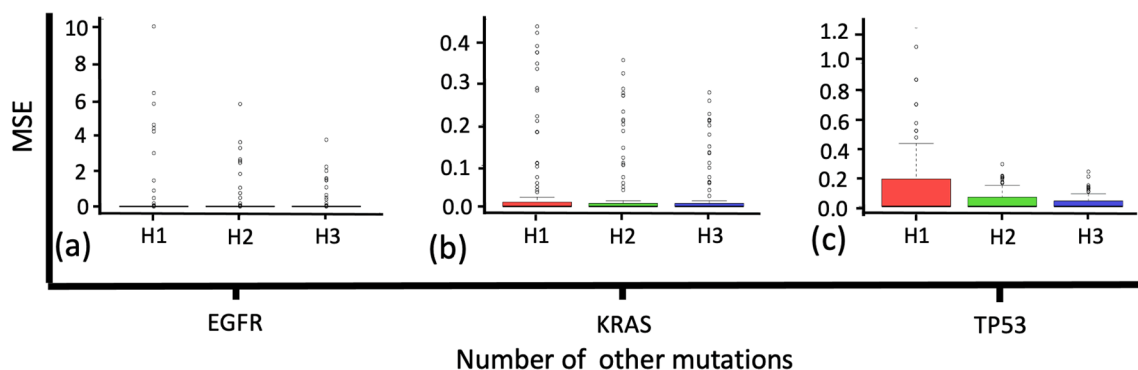 MSE
10
8
6
4
2
0
H1 H2 H3
(a)
0.4
0.3
0.2
0.1
0.0
H1 H2 H3
(b)
1.2
1.0
0.8
0.6
0.4
0.2
0.0
H1 H2 H3
(c)
EGFR KRAS TP53
Number of other mutations